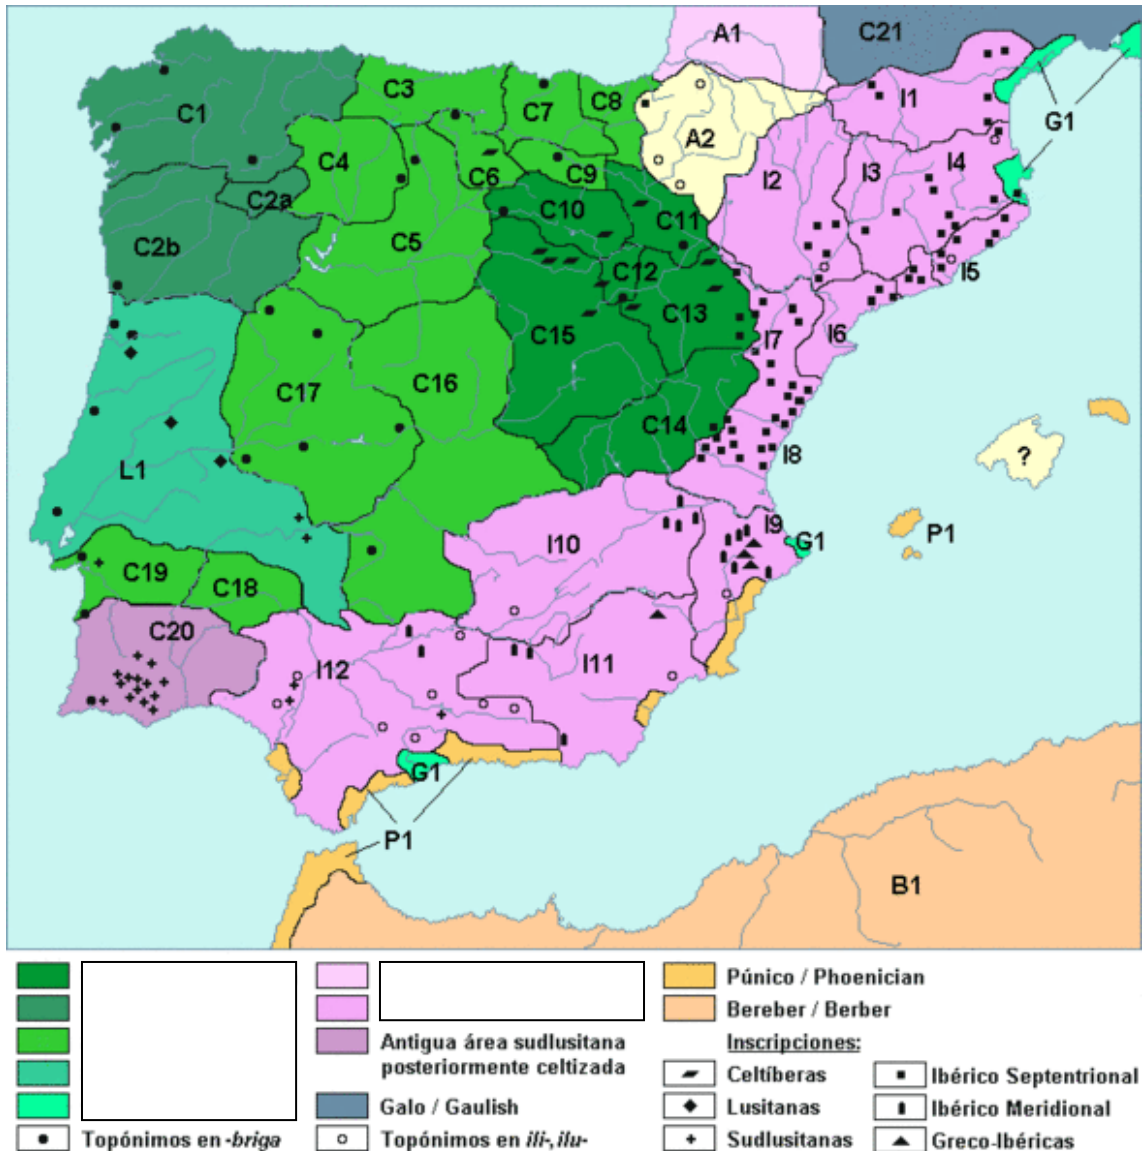 A1
C21
C3
C7
C8
C1
I1
G1
A2
C4
I4
C6
C9
I2
I3
C2a
C10
C11
C2b
C5
C12
I5
C13
C15
I7
I6
C17
C16
C14
?
L1
I8
I9
P1
I10
G1
C19
C18
C20
I11
I12
G1
P1
B1
Púnico / Phoenician
Bereber / Berber
Antigua área sudlusitana
posteriormente celtizada
Inscripciones:
Celtíberas
Ibérico Septentrional
Galo / Gaulish
Lusitanas
Ibérico Meridional
Topónimos en -briga
Topónimos en ili-, ilu-
Sudlusitanas
Greco-Ibéricas